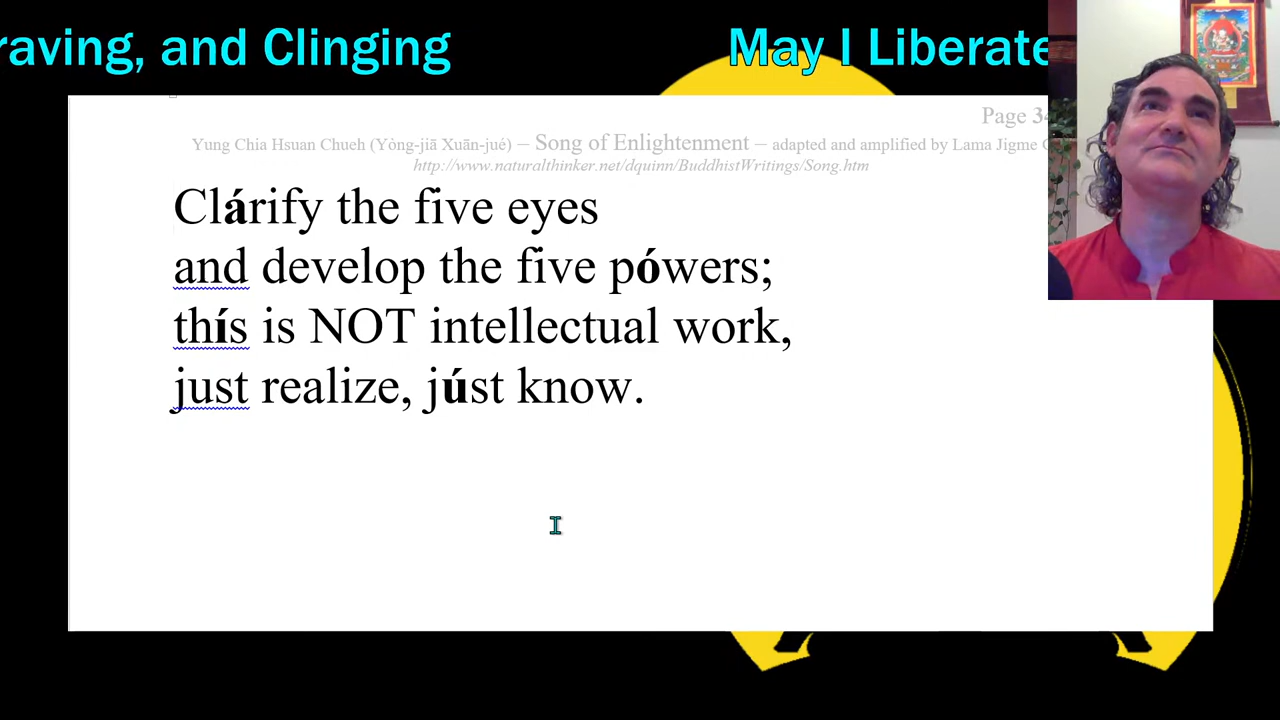 raving, and Clinging May I Liberate
Page 34
Yung Chia Hsuan Chueh (Yòng-jiā Xuān-jué) – Song of Enlightenment – adapted and amplified by Lama Jigme
http://www.naturalthinker.net/dquinn/BuddhistWritings/Song.htm
Clárify the five eyes
and develop the five pówers;
thís is NOT intellectual work,
just realize, júst know.